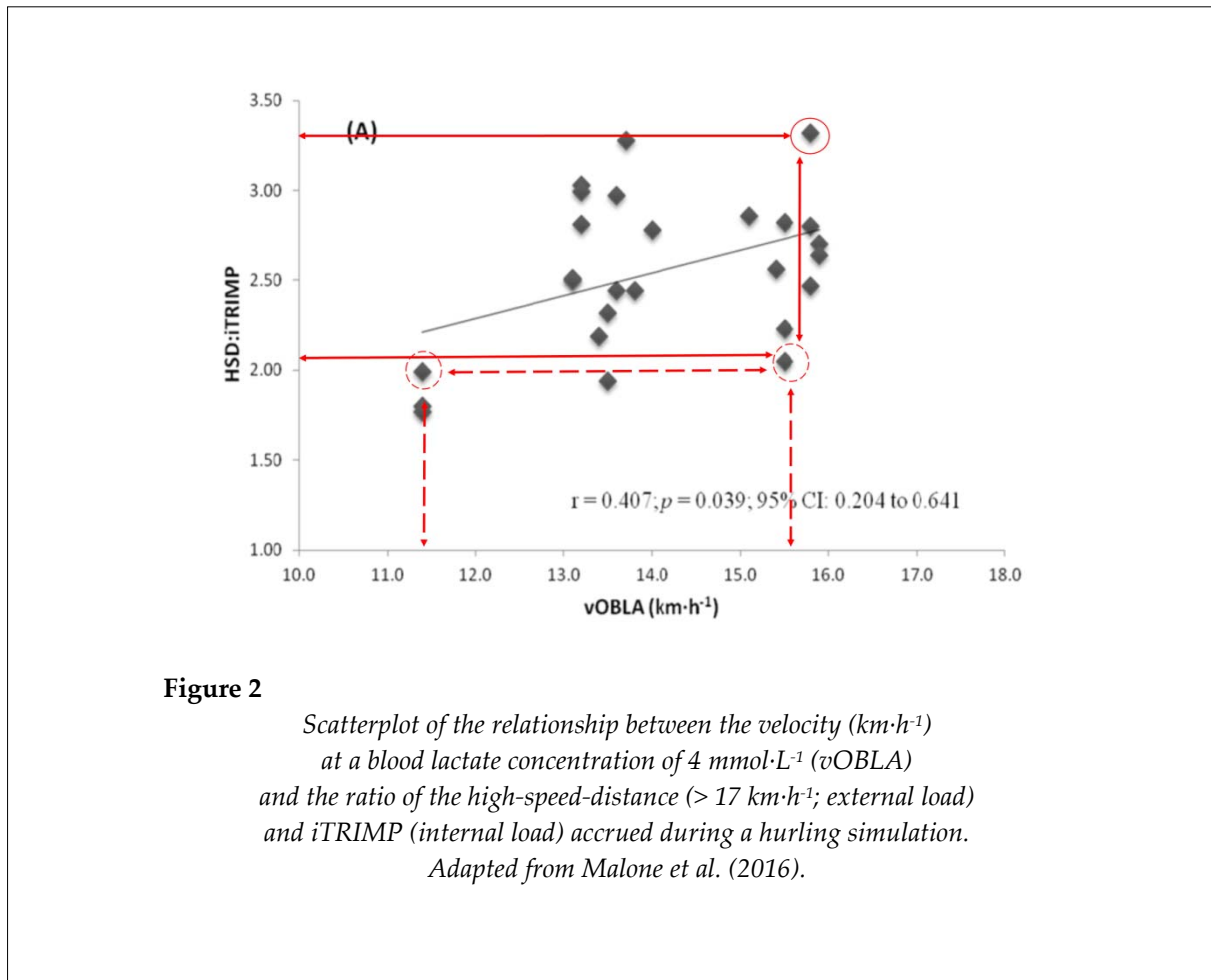 3.50
(A)
3.00
2.50
2.00
1.50
1.00
HSD:iTRIMP
r = 0.407; p = 0.039; 95% CI: 0.204 to 0.641
10.0 11.0 12.0 13.0 14.0 15.0 16.0 17.0 18.0
vOBLA (km·h⁻¹)
Figure 2
Scatterplot of the relationship between the velocity (km·h⁻¹)
at a blood lactate concentration of 4 mmol·L⁻¹ (vOBLA)
and the ratio of the high-speed-distance (> 17 km·h⁻¹; external load)
and iTRIMP (internal load) accrued during a hurling simulation.
Adapted from Malone et al. (2016).